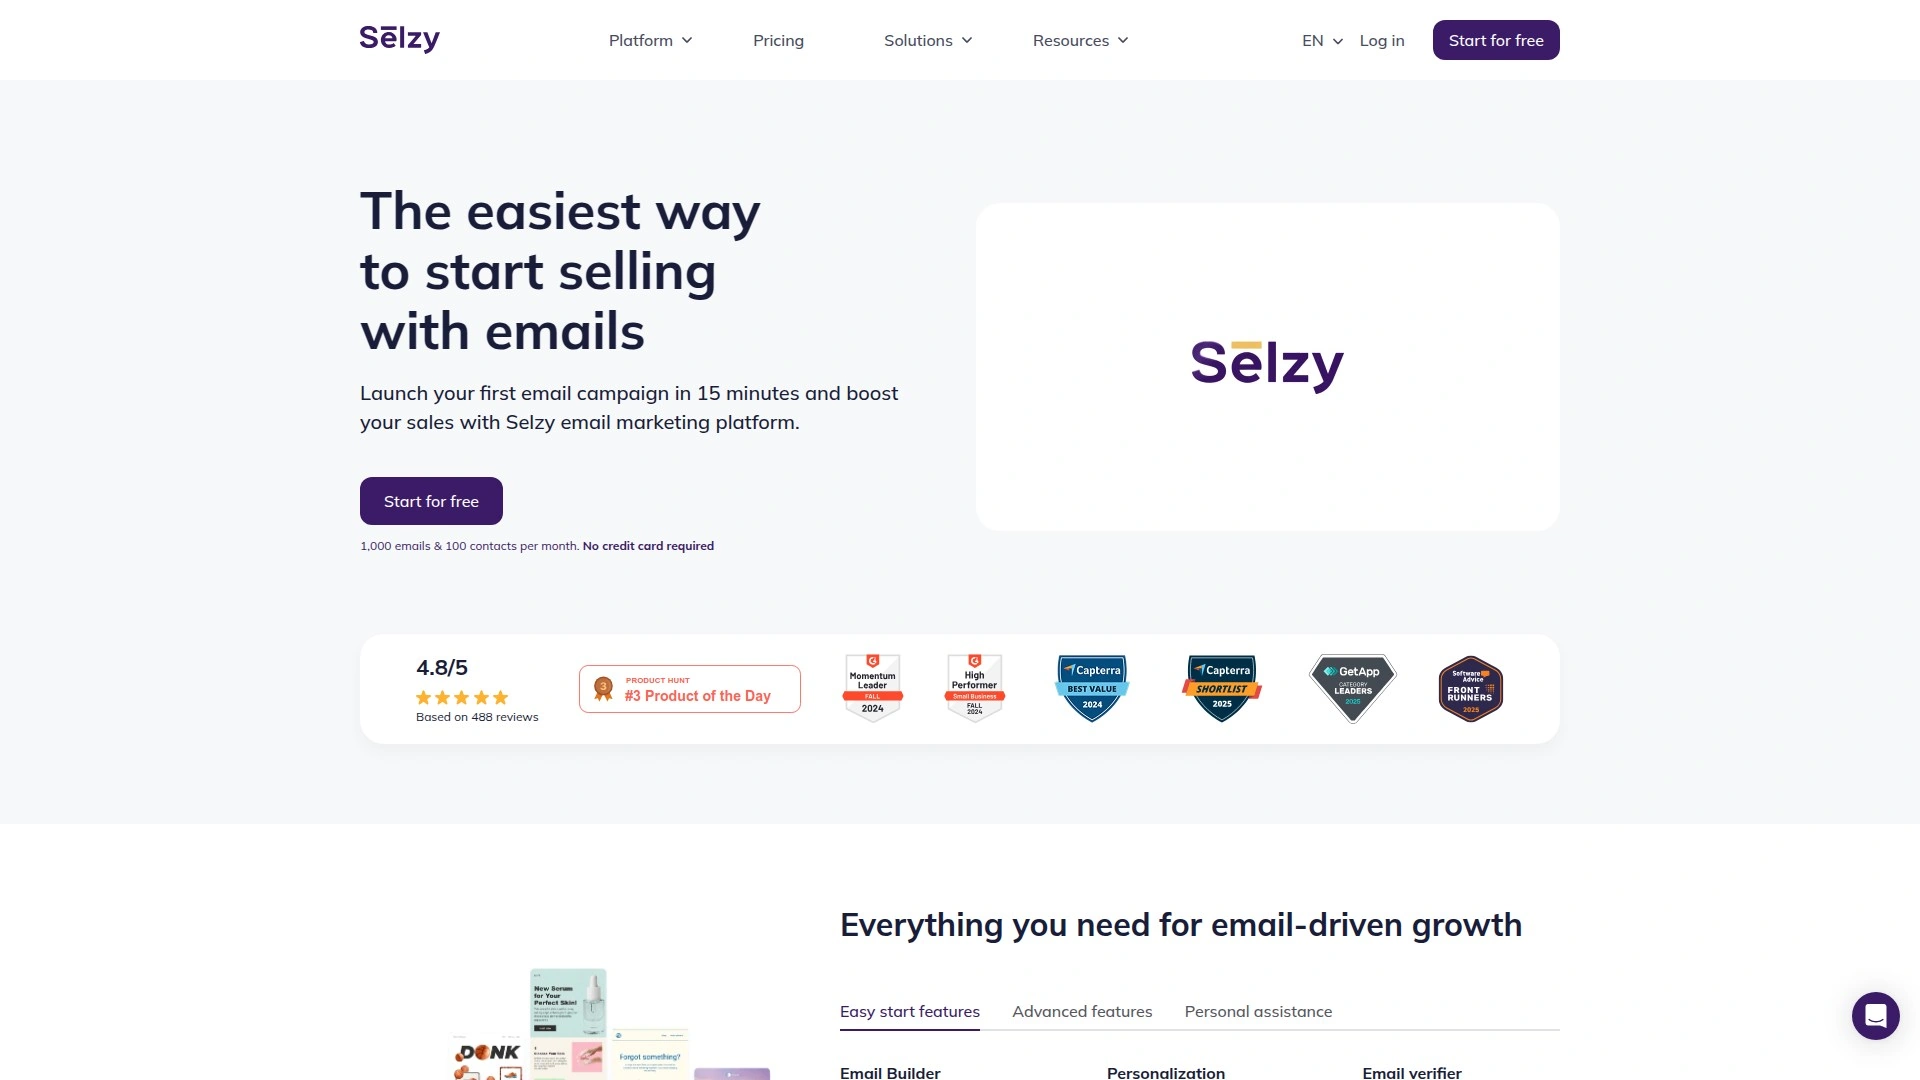 Selzy
Platform
Pricing
Solutions
Resources
EN
Log in
Start for free
The easiest way
to start selling
with emails
Launch your first email campaign in 15 minutes and boost
your sales with Selzy email marketing platform.
Start for free
1,000 emails & 100 contacts per month. No credit card required
Sēlzy
4.8/5
Based on 488 reviews
3
PRODUCT HUNT
#3 Product of the Day
Momentum
Leader
FALL
2024
High
Performer
Small Business
FALL
2024
Capterra
BEST VALUE
2024
Capterra
SHORTLIST
2025
GetApp
CATEGORY
LEADERS
2025
Software
Advice
FRONT
RUNNERS
2025
Everything you need for email-driven growth
Easy start features
Advanced features
Personal assistance
New Serum
for Your
Perfect Skin!
DONK
Forgot something?
Email Builder
Personalization
Email verifier